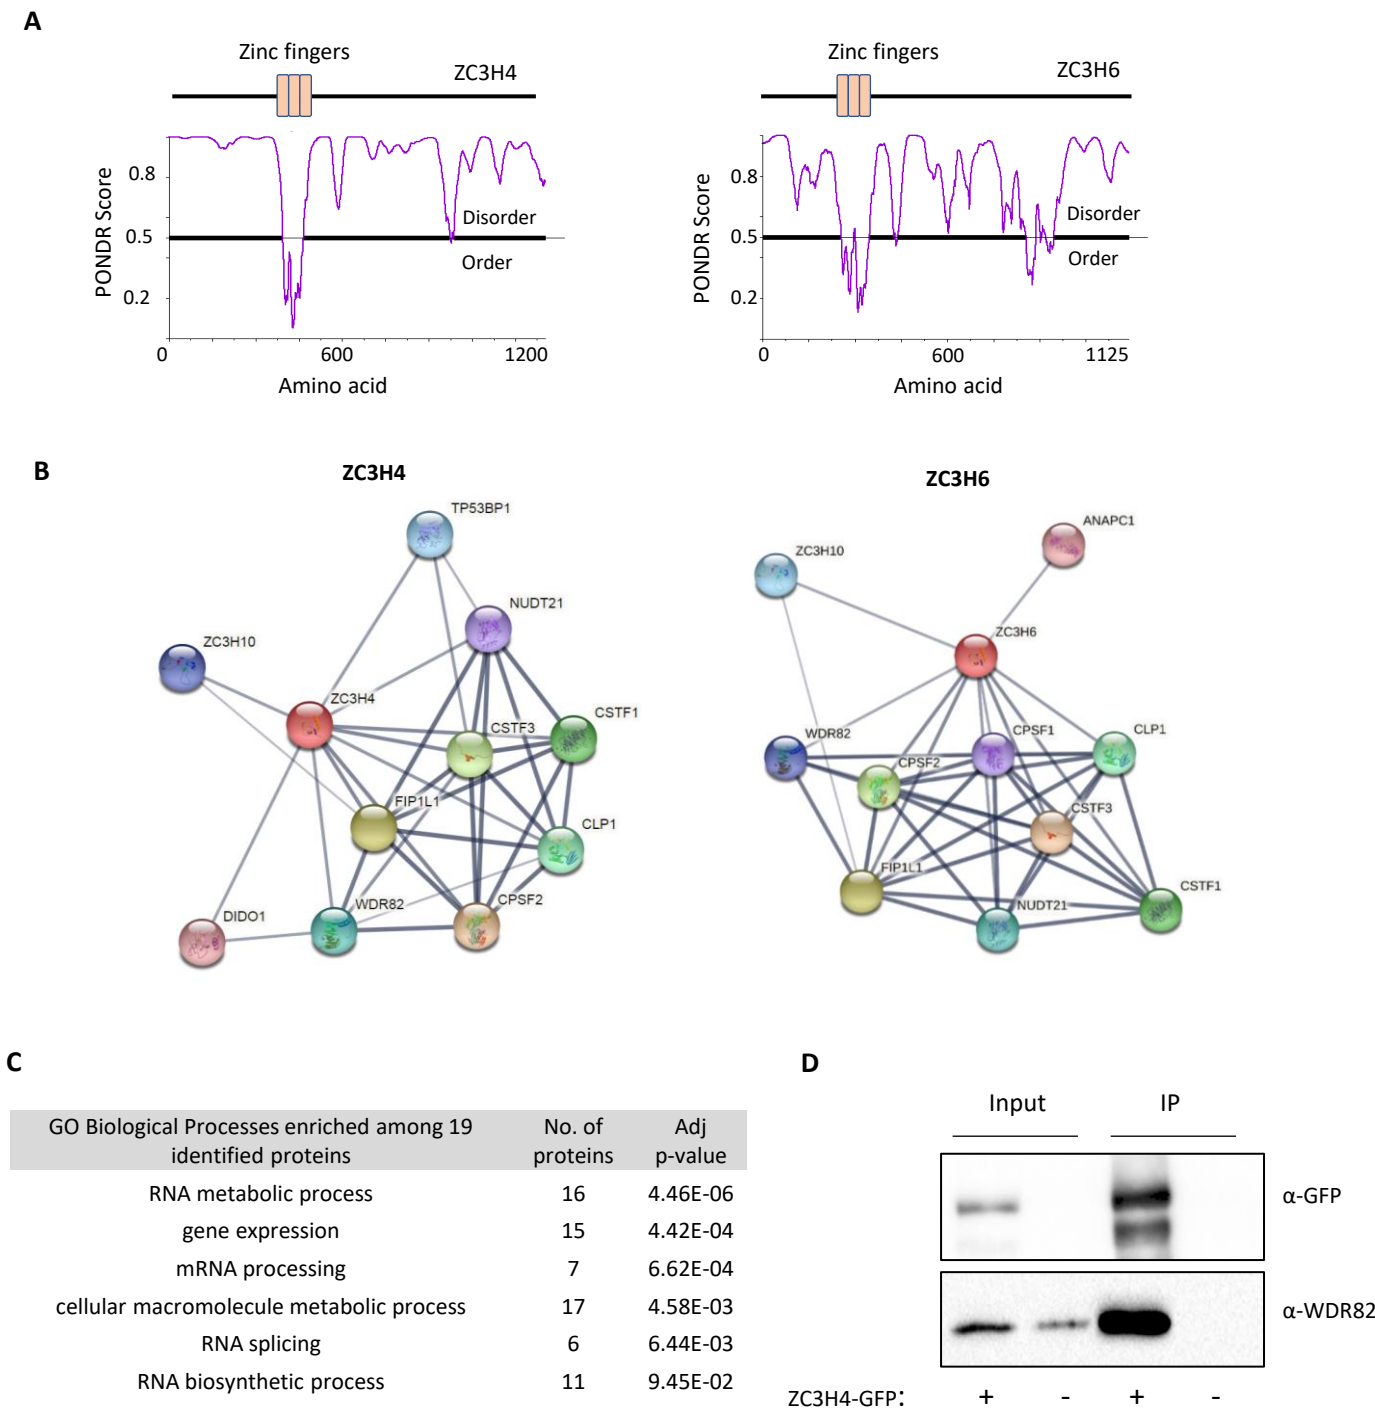 A
Zinc fingers
ZC3H4
PONDR Score
0.8
0.5
0.2
Disorder
Order
0
600
1200
Amino acid
Zinc fingers
ZC3H6
PONDR Score
0.8
0.5
0.2
Disorder
Order
0
600
1125
Amino acid
B
ZC3H4
TP53BP1
NUDT21
ZC3H10
ZC3H4
CSTF3
CSTF1
FIP1L1
CLP1
CPSF2
WDR82
DIDO1
ZC3H6
ANAPC1
ZC3H10
ZC3H6
WDR82
CPSF1
CLP1
CPSF2
CSTF3
FIP1L1
CSTF1
NUDT21
C
GO Biological Processes enriched among 19 identified proteins No. of proteins Adj p-value
RNA metabolic process 16 4.46E-06
gene expression 15 4.42E-04
mRNA processing 7 6.62E-04
cellular macromolecule metabolic process 17 4.58E-03
RNA splicing 6 6.44E-03
RNA biosynthetic process 11 9.45E-02
D
Input IP
α-GFP
α-WDR82
ZC3H4-GFP: + - + -